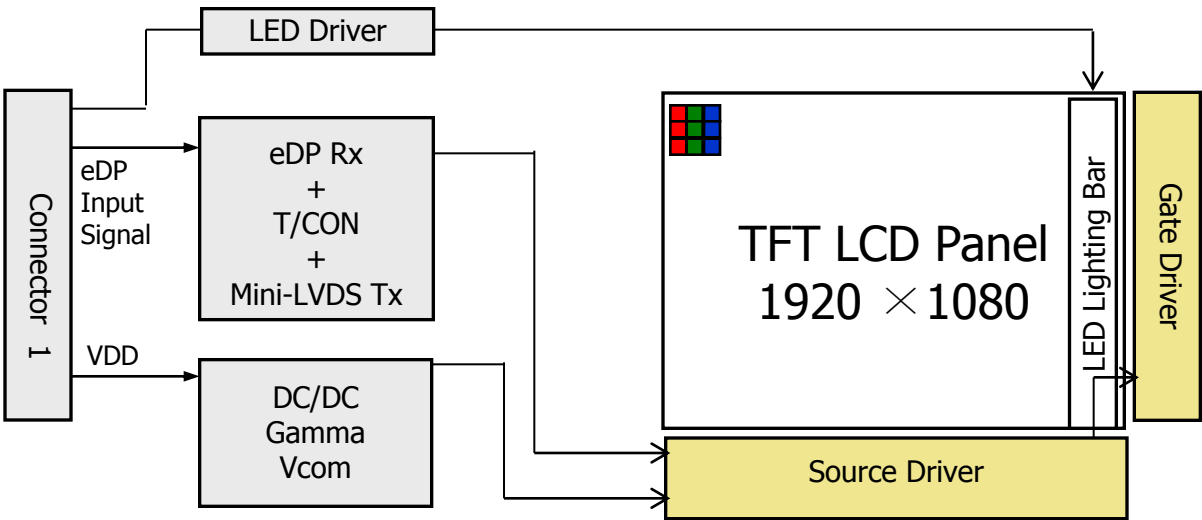 LED Driver
Connector 1
eDP
Input
Signal
VDD
eDP Rx
+
T/CON
+
Mini-LVDS Tx
DC/DC
Gamma
Vcom
TFT LCD Panel
1920 ×1080
LED Lighting Bar
Gate Driver
Source Driver